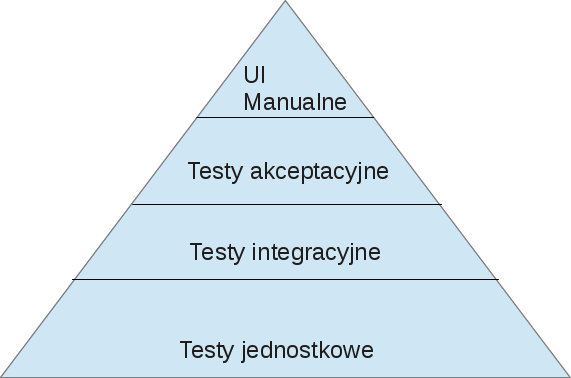 UI
Manualne
Testy akceptacyjne
Testy integracyjne
Testy jednostkowe